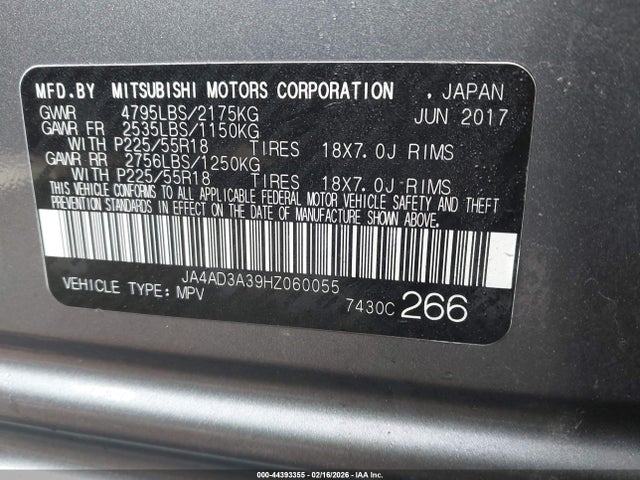 MFD.BY MITSUBISHI MOTORS CORPORATION . JAPAN
GVWR 4795LBS/2175KG JUN 2017
GAWR FR 2535LBS/1150KG
WITH P225/55R18 TIRES 18X7.0J RIMS
GAWR RR 2756LBS/1250KG
WITH P225/55R18 TIRES 18X7.0J RIMS
THIS VEHICLE CONFORMS TO ALL APPLICABLE FEDERAL MOTOR VEHICLE SAFETY AND THEFT
PREVENTION STANDARDS IN EFFECT ON THE DATE OF MANUFACTURE SHOWN ABOVE.
JA4AD3A39HZ060055
VEHICLE TYPE: MPV 7430C 266
000-44393355 - 02/16/2026 - IAA Corp.